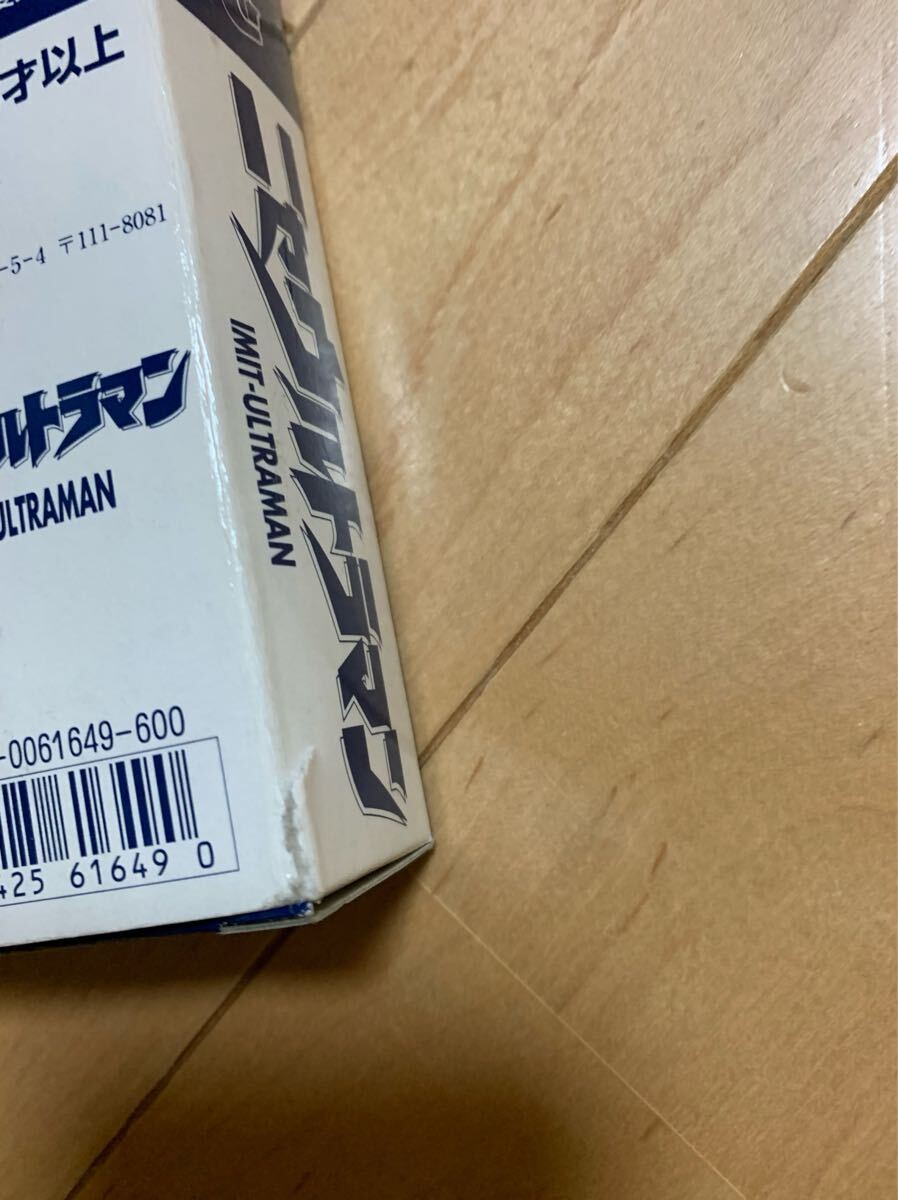 才以上
-5-4 〒111-8081
ルトラマン
ULTRAMAN
-0061649-600
425 61649 0
ニセウルトラマン
IMIT-ULTRAMAN